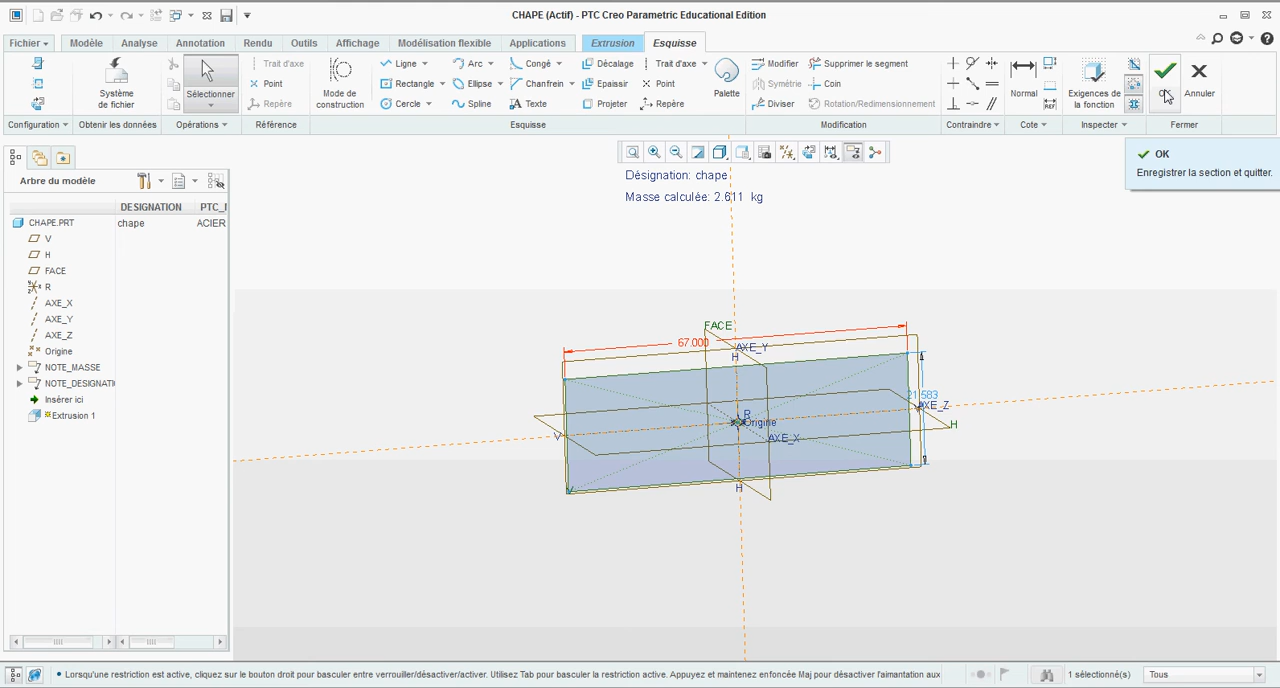 CHAPE (Actif) - PTC Creo Parametric Educational Edition
Fichier Modèle Analyse Annotation Rendu Outils Affichage Modélisation flexible Applications Extrusion Esquisse
Système de fichier
Sélectionner
Trait d'axe
Point
Repère
Mode de construction
Ligne Arc Congé Décalage Trait d'axe
Rectangle Ellipse Chanfrein Epaissir Point
Cercle Spline Texte Projeter Repère
Palette
Modifier Supprimer le segment
Symétrie Coin
Diviser Rotation/Redimensionnement
Normal
REF
Exigences de la fonction
OK
Annuler
Configuration Obtenir les données Opérations Référence Esquisse Modification Contraindre Cote Inspecter Fermer
OK
Enregistrer la section et quitter.
Arbre du modèle
DESIGNATION
CHAPE.PRT chape ACIER
V
H
FACE
R
AXE_X
AXE_Y
AXE_Z
Origine
NOTE_MASSE
NOTE_DESIGNATI
Insérer ici
Extrusion 1
Désignation: chape
Masse calculée: 2.611 kg
FACE
67.000
AXE_Y
H
21.583
AXE_Z
R
Origine
H
V
AXE_X
H
V
Lorsqu'une restriction est active, cliquez sur le bouton droit pour basculer entre verrouiller/désactiver/activer. Utilisez Tab pour basculer la restriction active. Appuyez et maintenez enfoncée Maj pour désactiver l'aimantation aux
1 sélectionné(s)
Tous